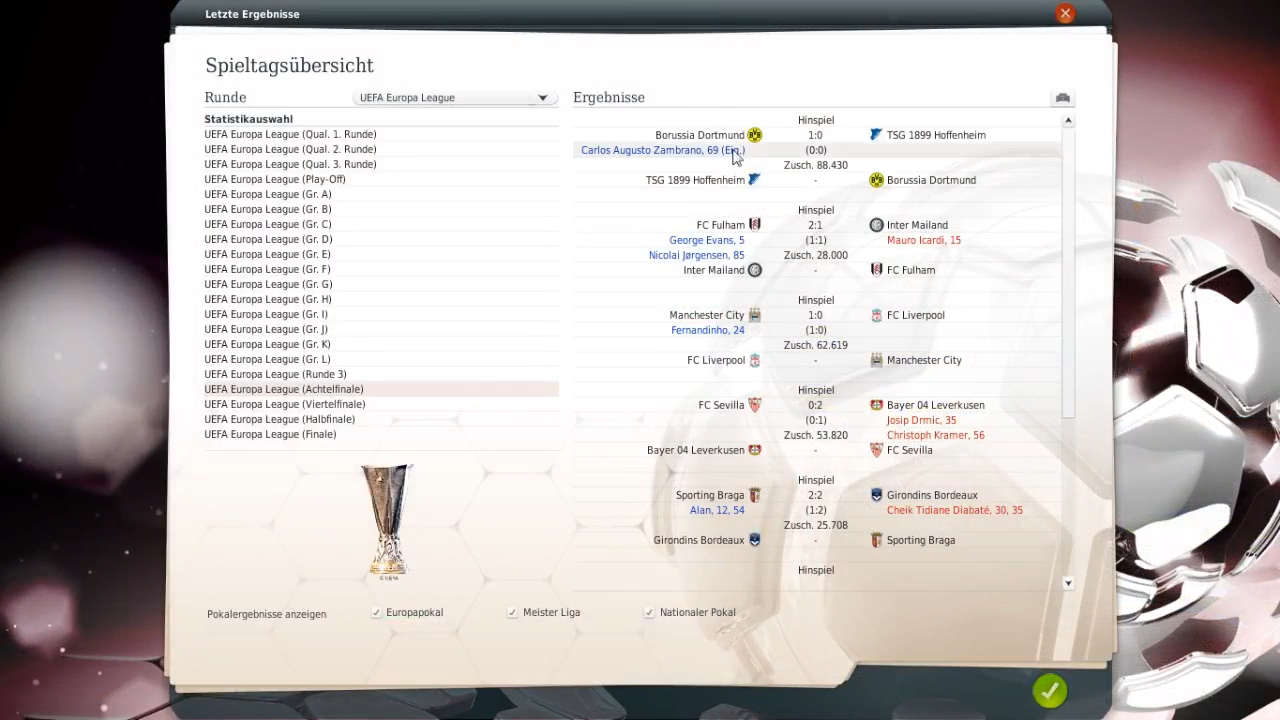 Letzte Ergebnisse
Spieltagsübersicht
Runde
UEFA Europa League
Statistikauswahl
UEFA Europa League (Qual. 1. Runde)
UEFA Europa League (Qual. 2. Runde)
UEFA Europa League (Qual. 3. Runde)
UEFA Europa League (Play-Off)
UEFA Europa League (Gr. A)
UEFA Europa League (Gr. B)
UEFA Europa League (Gr. C)
UEFA Europa League (Gr. D)
UEFA Europa League (Gr. E)
UEFA Europa League (Gr. F)
UEFA Europa League (Gr. G)
UEFA Europa League (Gr. H)
UEFA Europa League (Gr. I)
UEFA Europa League (Gr. J)
UEFA Europa League (Gr. K)
UEFA Europa League (Gr. L)
UEFA Europa League (Runde 3)
UEFA Europa League (Achtelfinale)
UEFA Europa League (Viertelfinale)
UEFA Europa League (Halbfinale)
UEFA Europa League (Finale)
Ergebnisse
Hinspiel
Borussia Dortmund 1:0 TSG 1899 Hoffenheim
Carlos Augusto Zambrano, 69 (0:0)
Zusch. 88.430
TSG 1899 Hoffenheim - Borussia Dortmund
Hinspiel
FC Fulham 2:1 Inter Mailand
George Evans, 5 (1:1) Mauro Icardi, 15
Nicolai Jørgensen, 85 Zusch. 28.000
Inter Mailand - FC Fulham
Hinspiel
Manchester City 1:0 FC Liverpool
Fernandinho, 24 (1:0)
Zusch. 62.619
FC Liverpool - Manchester City
Hinspiel
FC Sevilla 0:2 Bayer 04 Leverkusen
(0:1) Josip Drmic, 35
Zusch. 53.820 Christoph Kramer, 56
Bayer 04 Leverkusen - FC Sevilla
Hinspiel
Sporting Braga 2:2 Girondins Bordeaux
Alan, 12, 54 (1:2) Cheik Tidiane Diabaté, 30, 35
Zusch. 25.708
Girondins Bordeaux - Sporting Braga
Hinspiel
Pokalergebnisse anzeigen Europapokal Meister Liga Nationaler Pokal